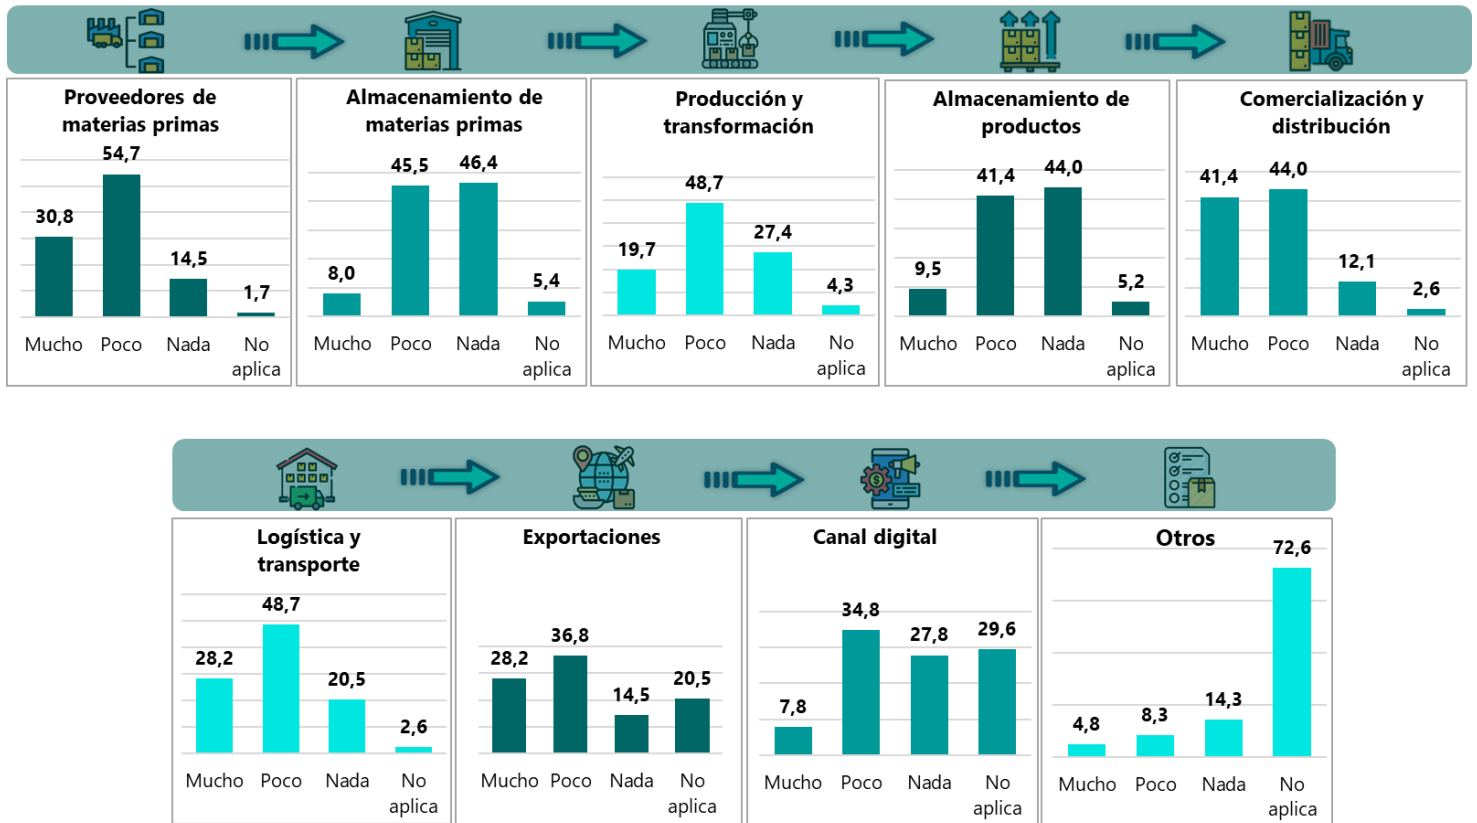 Proveedores de
materias primas
54,7
30,8
14,5
1,7
Mucho Poco Nada No
aplica
Almacenamiento de
materias primas
45,5 46,4
8,0
5,4
Mucho Poco Nada No
aplica
Producción y
transformación
48,7
27,4
19,7
4,3
Mucho Poco Nada No
aplica
Almacenamiento de
productos
41,4 44,0
9,5
5,2
Mucho Poco Nada No
aplica
Comercialización y
distribución
41,4 44,0
12,1
2,6
Mucho Poco Nada No
aplica
Logística y
transporte
48,7
28,2
20,5
2,6
Mucho Poco Nada No
aplica
Exportaciones
36,8
28,2
20,5
14,5
Mucho Poco Nada No
aplica
Canal digital
34,8
27,8 29,6
7,8
Mucho Poco Nada No
aplica
Otros
72,6
14,3
8,3
4,8
Mucho Poco Nada No
aplica